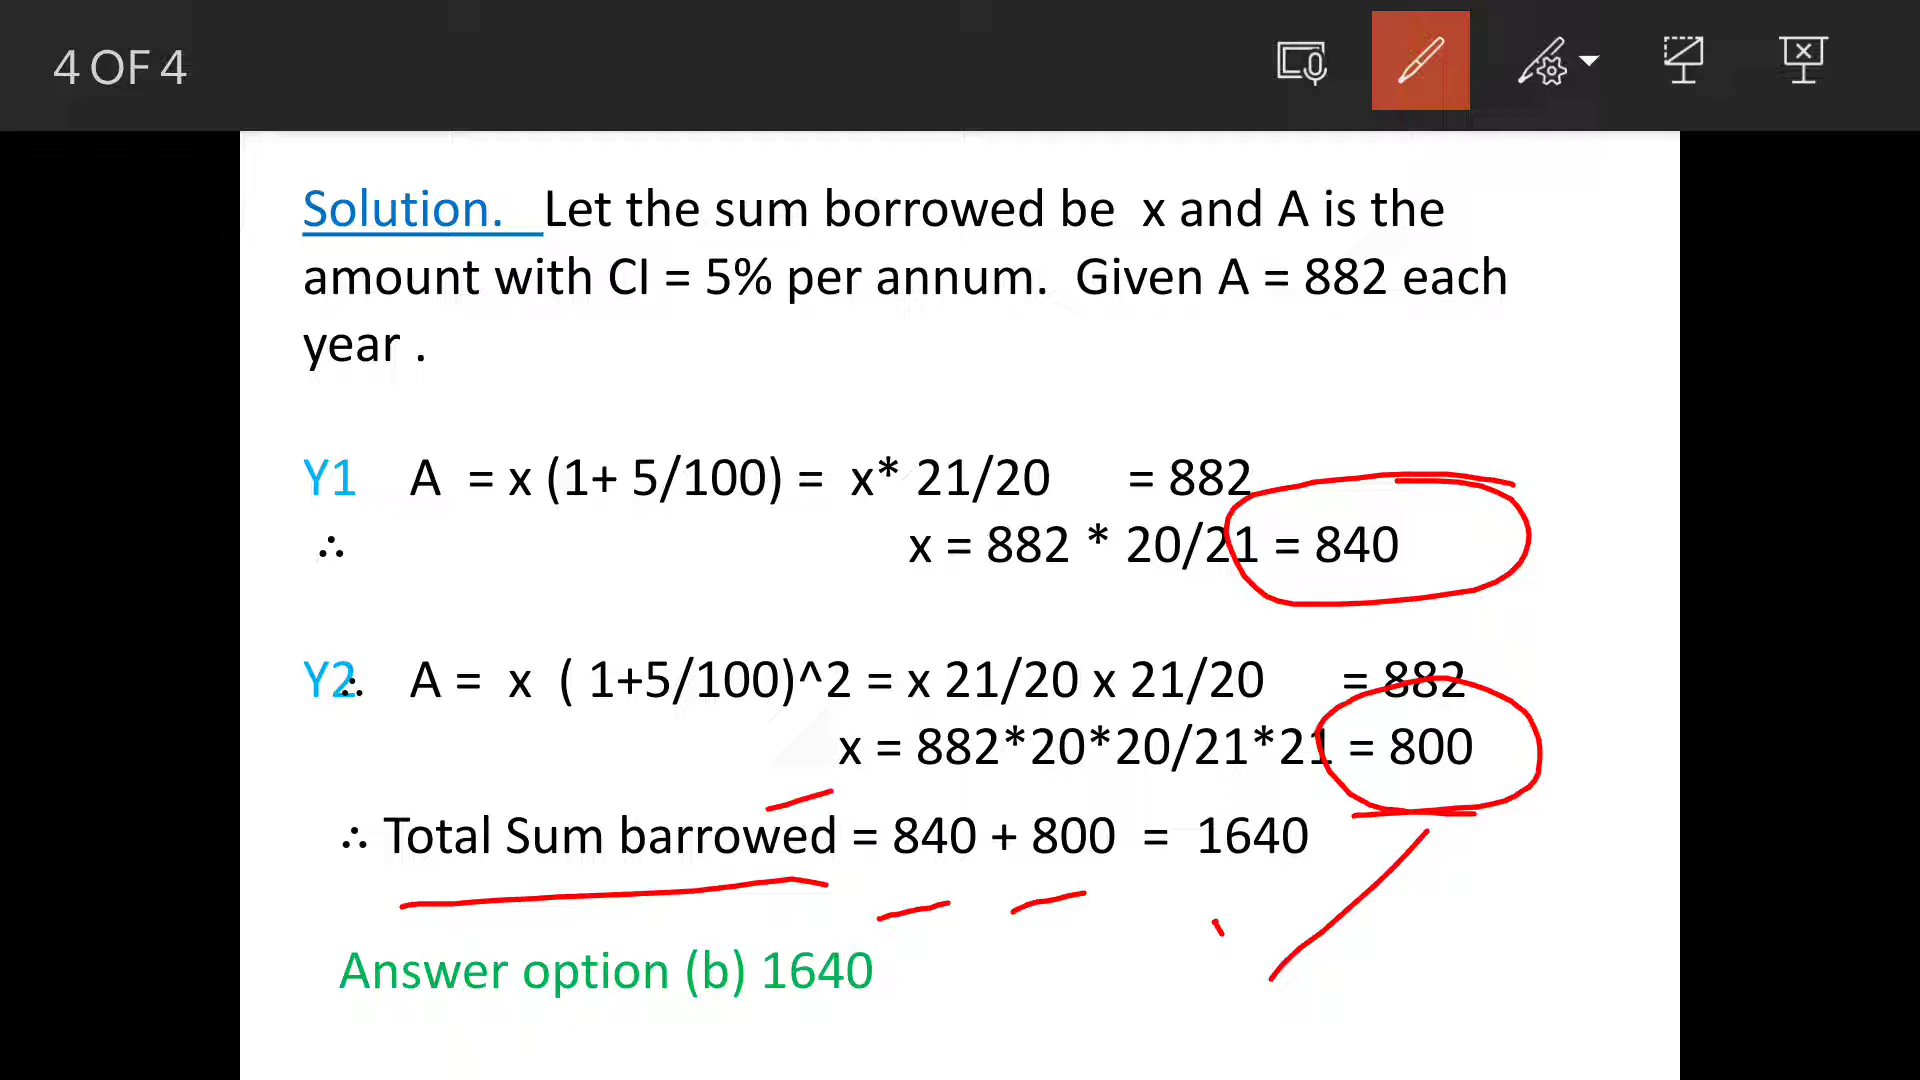 4 OF 4
Solution. Let the sum borrowed be x and A is the
amount with CI = 5% per annum. Given A = 882 each
year .
Y1 A = x (1+ 5/100) = x* 21/20 = 882
∴ x = 882 * 20/21 = 840
Y2 A = x ( 1+5/100)^2 = x 21/20 x 21/20 = 882
∴ x = 882*20*20/21*21 = 800
∴ Total Sum barrowed = 840 + 800 = 1640
Answer option (b) 1640